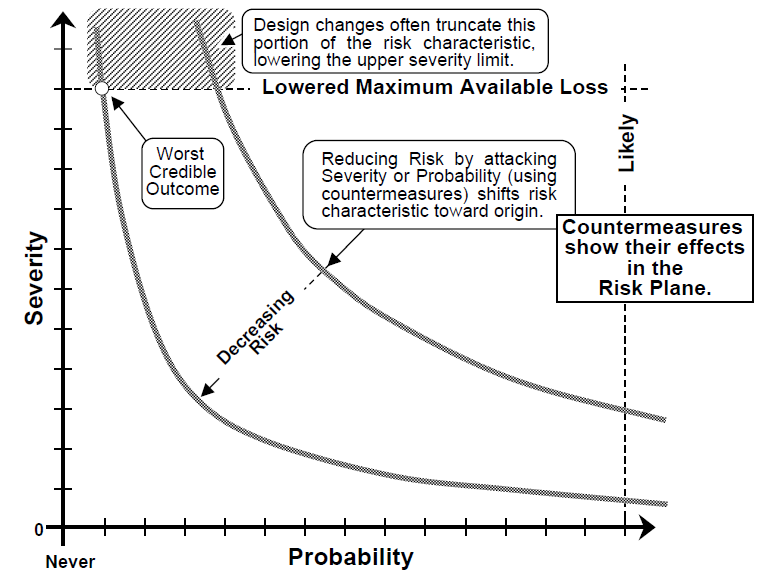 Design changes often truncate this
portion of the risk characteristic,
lowering the upper severity limit.
Lowered Maximum Available Loss
Worst
Credible
Outcome
Reducing Risk by attacking
Severity or Probability (using
countermeasures) shifts risk
characteristic toward origin.
Likely
Countermeasures
show their effects
in the
Risk Plane.
Severity
Decreasing
Risk
0
Never
Probability